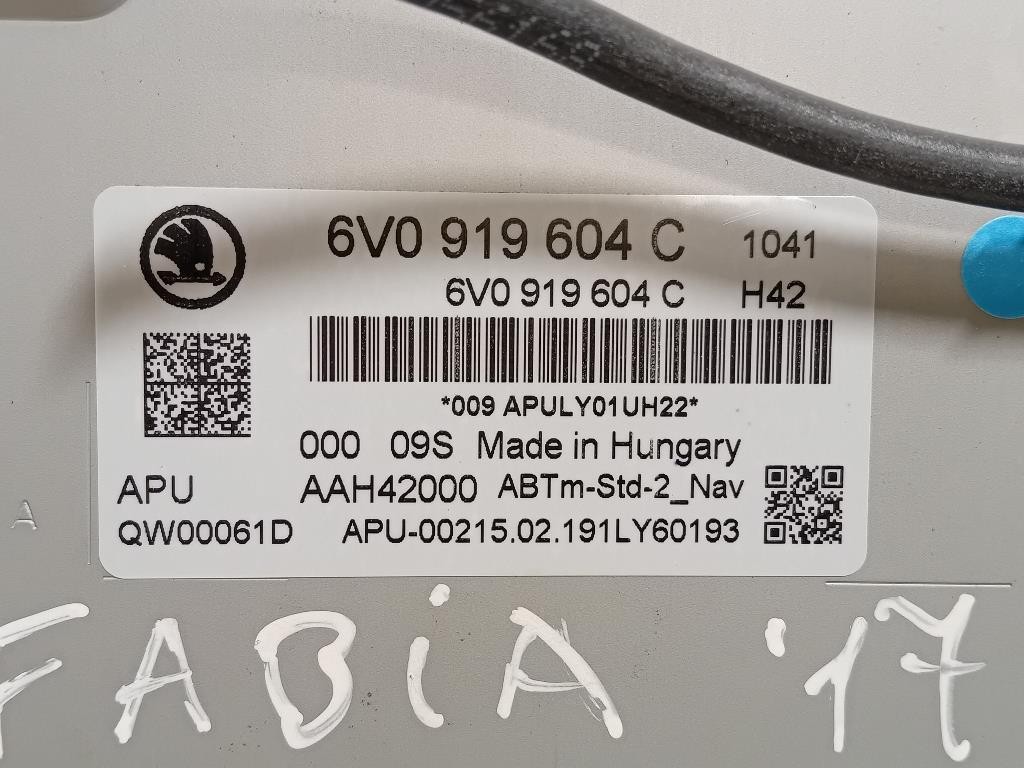 6V0 919 604 C 1041
6V0 919 604 C H42
*009 APULY01UH22*
000 09S Made in Hungary
APU AAH42000 ABTm-Std-2_Nav
QW00061D APU-00215.02.191LY60193
A
FABiA '17